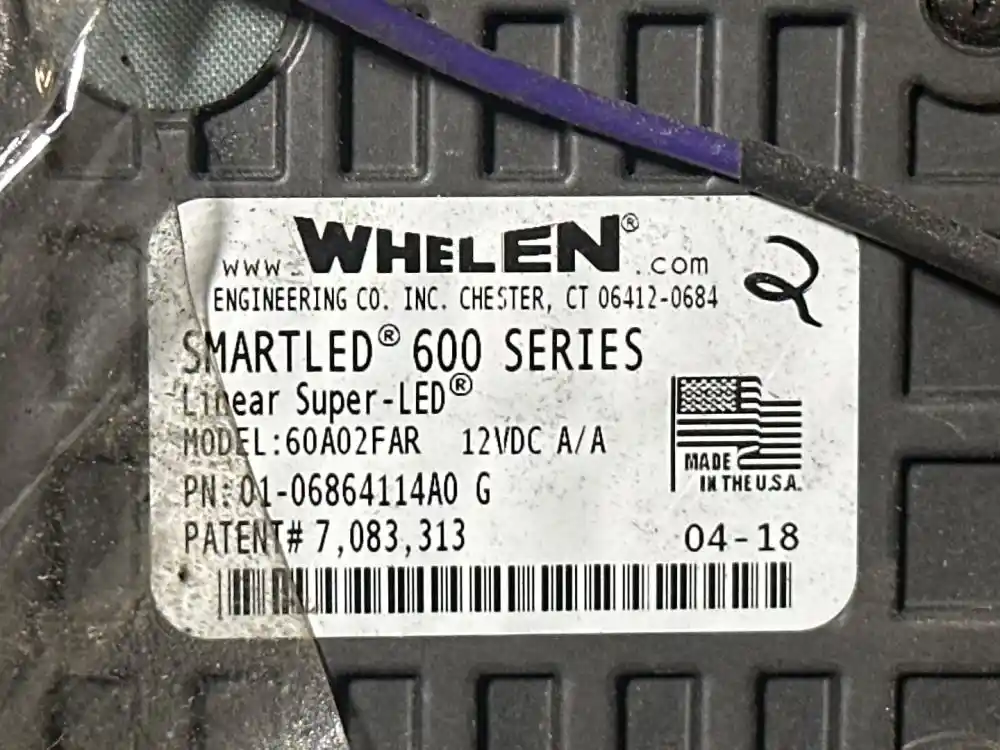 www.WHELEN®.com
2
ENGINEERING CO. INC. CHESTER, CT 06412-0684
SMARTLED® 600 SERIES
Linear Super-LED®
MODEL:60A02FAR 12VDC A/A
MADE
IN THE U.S.A.
PN:01-06864114A0 G
PATENT# 7,083,313
04-18